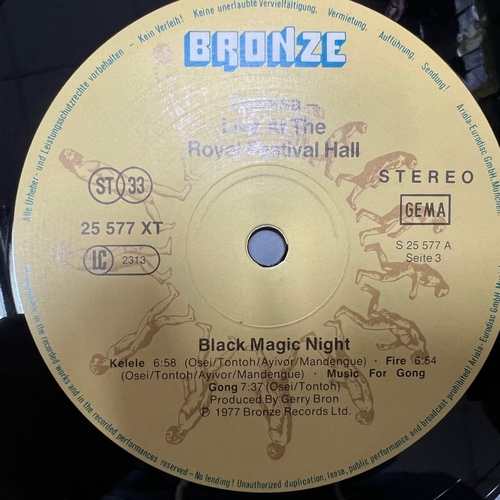 Alle Urheber- und Leistungsschutzrechte vorbehalten - Kein Verleih! Keine unerlaubte Vervielfältigung, Vermietung, Aufführung, Sendung!
BRONZE
Live At The
Royal Festival Hall
STEREO
ST 33
GEMA
25 577 XT
S 25 577 A
LC 2313
Seite 3
Black Magic Night
Kelele 6:58 (Osei/Tontoh/Ayivor/Mandengue) · Fire 6:54
(Osei/Tontoh/Ayivor/Mandengue) · Music For Gong
Gong 7:37 (Osei/Tontoh)
Produced By Gerry Bron
℗ 1977 Bronze Records Ltd.
Ariola-Eurodisc GmbH, München
in the recorded works and in the recorded performances reserved - No lending! Unauthorized duplication, lease, public performance and broadcast prohibited! Ariola-Eurodisc GmbH